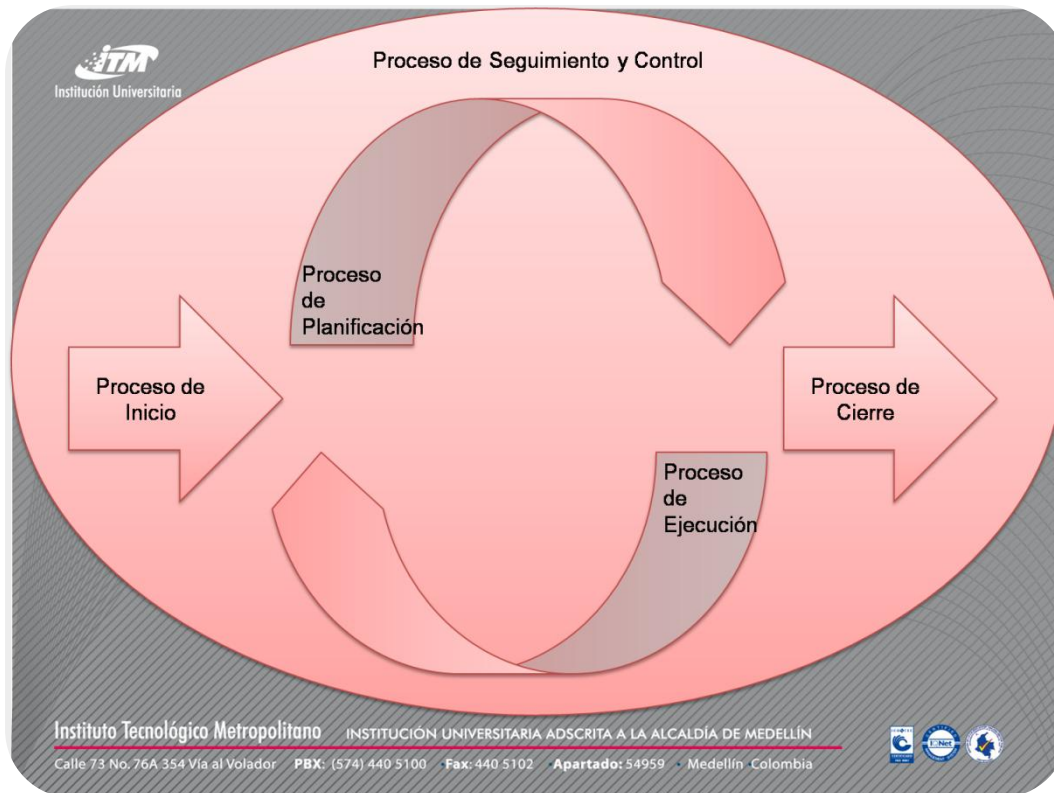 iTM
Institución Universitaria
Proceso de Seguimiento y Control
Proceso
de
Planificación
Proceso de
Inicio
Proceso de
Cierre
Proceso
de
Ejecución
Instituto Tecnológico Metropolitano INSTITUCIÓN UNIVERSITARIA ADSCRITA A LA ALCALDÍA DE MEDELLÍN
Calle 73 No. 76A 354 Vía al Volador PBX: (574) 440 5100 · Fax: 440 5102 · Apartado: 54959 · Medellín · Colombia
IQNet